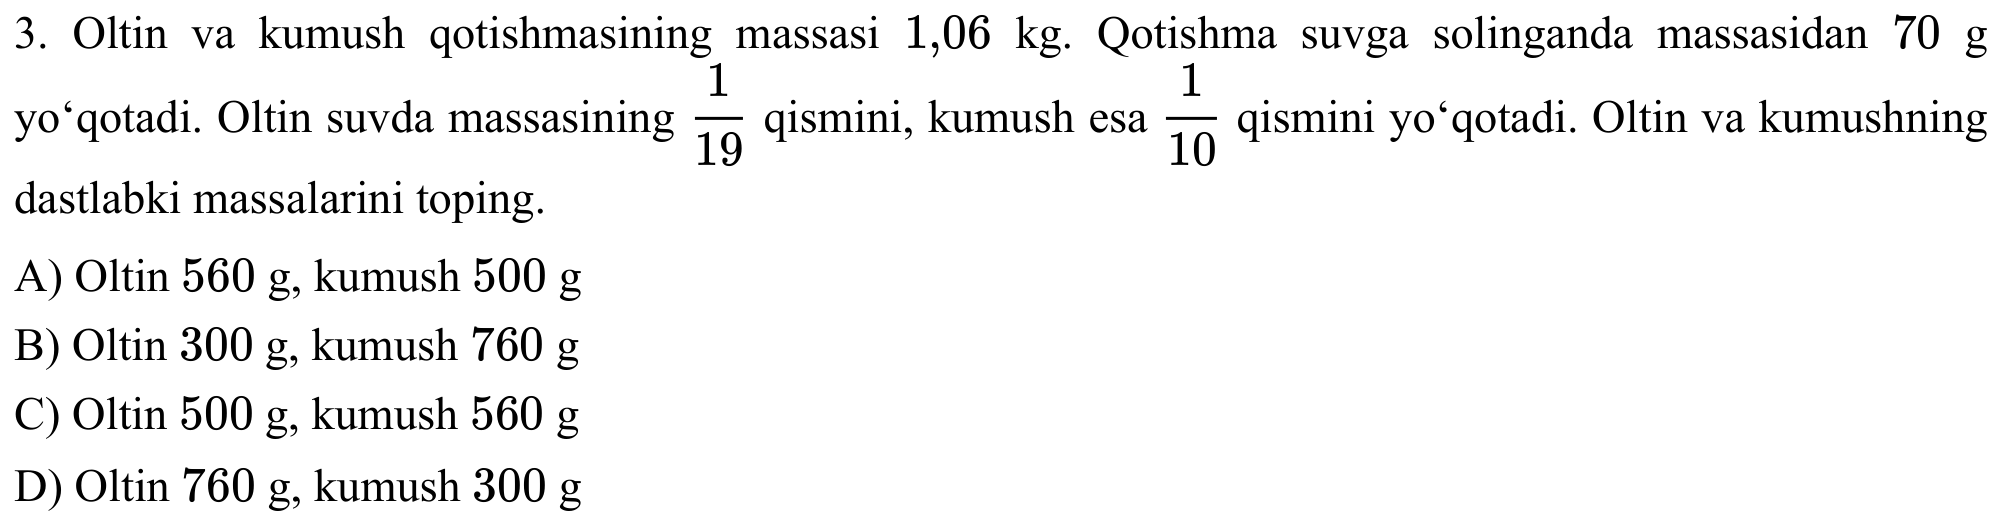 3. Oltin va kumush qotishmasining massasi 1,06 kg. Qotishma suvga solinganda massasidan 70 g
yo‘qotadi. Oltin suvda massasining 1/19 qismini, kumush esa 1/10 qismini yo‘qotadi. Oltin va kumushning
dastlabki massalarini toping.
A) Oltin 560 g, kumush 500 g
B) Oltin 300 g, kumush 760 g
C) Oltin 500 g, kumush 560 g
D) Oltin 760 g, kumush 300 g